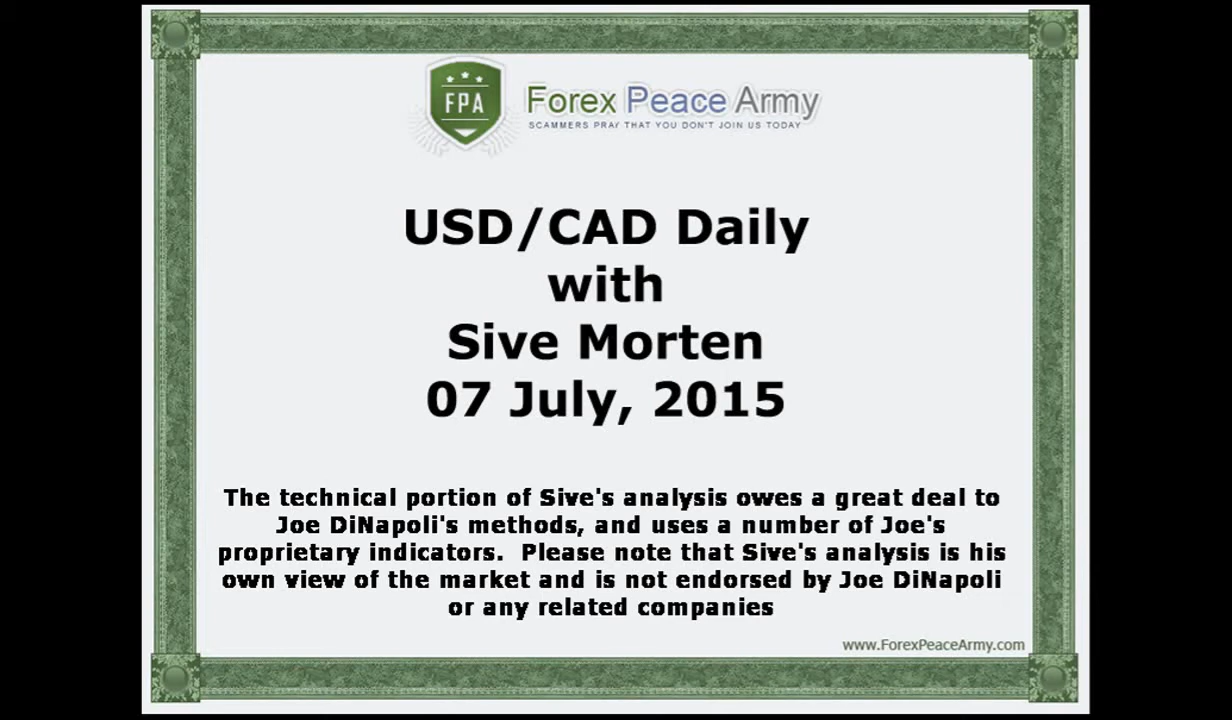 FPA
Forex Peace Army
SCAMMERS PRAY THAT YOU DON'T JOIN US TODAY
USD/CAD Daily
with
Sive Morten
07 July, 2015
The technical portion of Sive's analysis owes a great deal to
Joe DiNapoli's methods, and uses a number of Joe's
proprietary indicators.  Please note that Sive's analysis is his
own view of the market and is not endorsed by Joe DiNapoli
or any related companies
www.ForexPeaceArmy.com